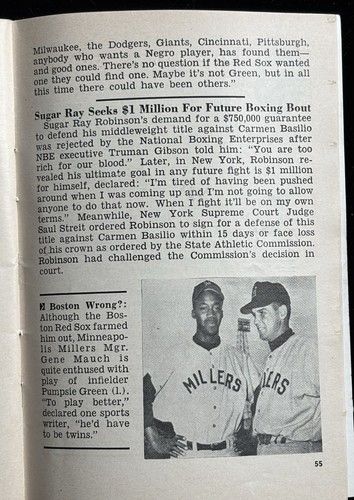 Milwaukee, the Dodgers, Giants, Cincinnati, Pittsburgh,
anybody who wants a Negro player, has found them—
and good ones. There's no question if the Red Sox wanted
one they could find one. Maybe it's not Green, but in all
this time there could have been others."
Sugar Ray Seeks $1 Million For Future Boxing Bout
Sugar Ray Robinson's demand for a $750,000 guarantee
to defend his middleweight title against Carmen Basilio
was rejected by the National Boxing Enterprises after
NBE executive Truman Gibson told him: "You are too
rich for our blood." Later, in New York, Robinson re-
vealed his ultimate goal in any future fight is $1 million
for himself, declared: "I'm tired of having been pushed
around when I was coming up and I'm not going to allow
anyone to do that now. When I fight it'll be on my own
terms." Meanwhile, New York Supreme Court Judge
Saul Streit ordered Robinson to sign for a defense of this
title against Carmen Basilio within 15 days or face loss
of his crown as ordered by the State Athletic Commission.
Robinson had challenged the Commission's decision in
court.
Boston Wrong?:
Although the Bos-
ton Red Sox farmed
him out, Minneapo-
lis Millers Mgr.
Gene Mauch is
quite enthused with
play of infielder
Pumpsie Green (l.).
"To play better,"
declared one sports
writer, "he'd have
to be twins."
MILLERS
MILLERS
55